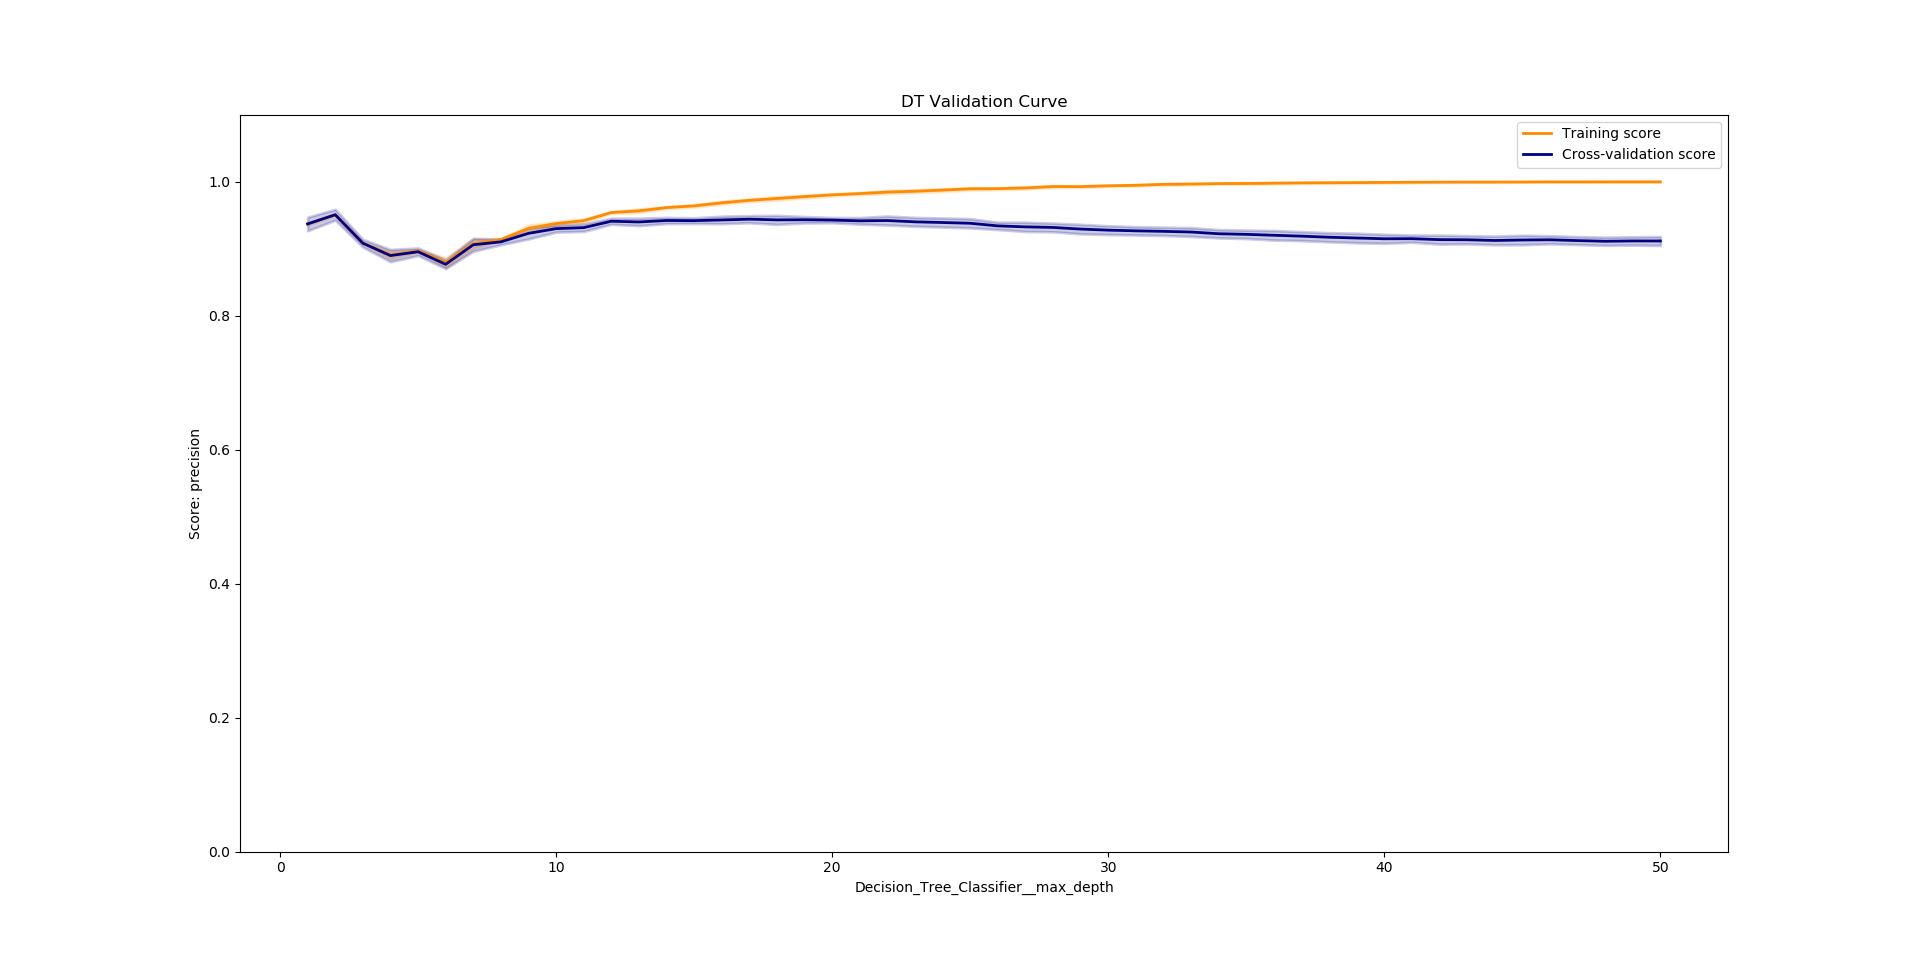 DT Validation Curve
Training score
Cross-validation score
1.0
0.8
0.6
0.4
0.2
0.0
Score: precision
0 10 20 30 40 50
Decision_Tree_Classifier__max_depth